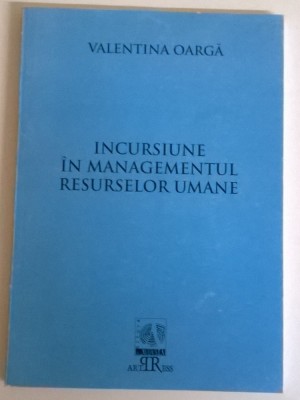 VALENTINA OARGĂ
INCURSIUNE
ÎN MANAGEMENTUL
RESURSELOR UMANE